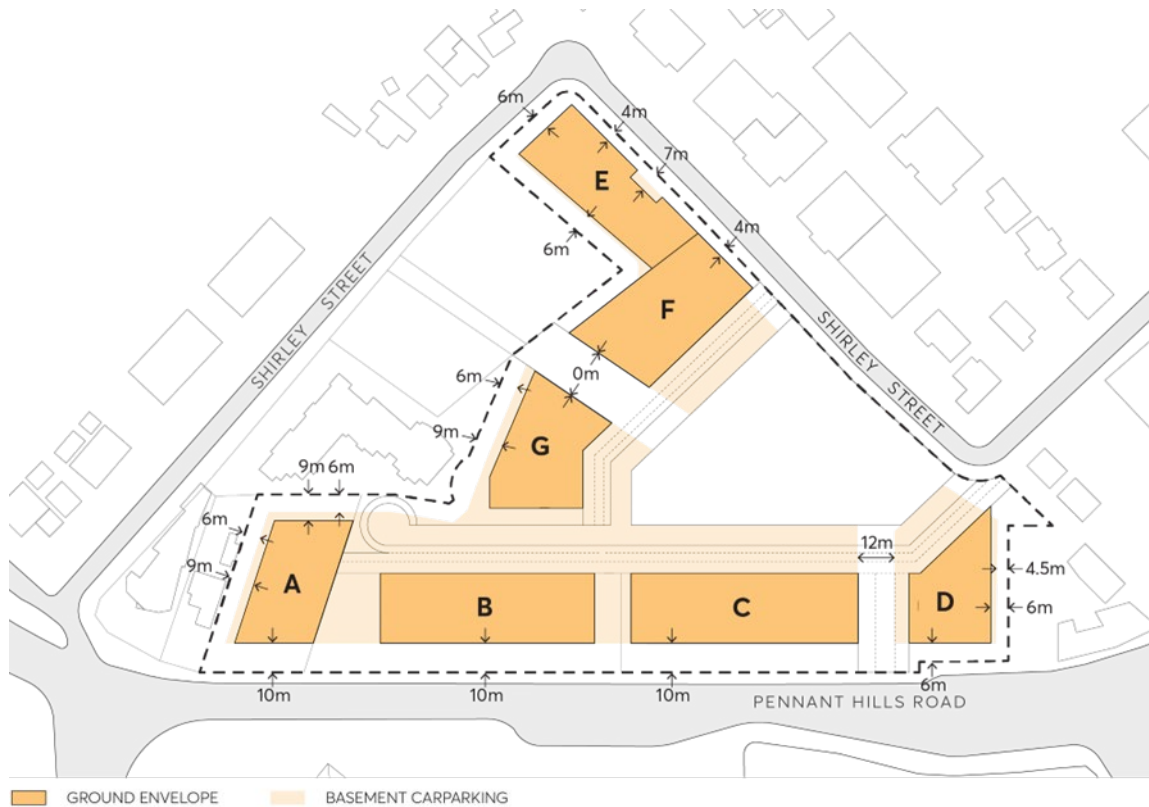 6m
4m
7m
E
4m
6m
F
SHIRLEY STREET
SHIRLEY STREET
0m
6m
9m
G
9m 6m
6m
12m
9m
A
B
C
D
4.5m
6m
10m
10m
10m
6m
PENNANT HILLS ROAD
GROUND ENVELOPE
BASEMENT CARPARKING